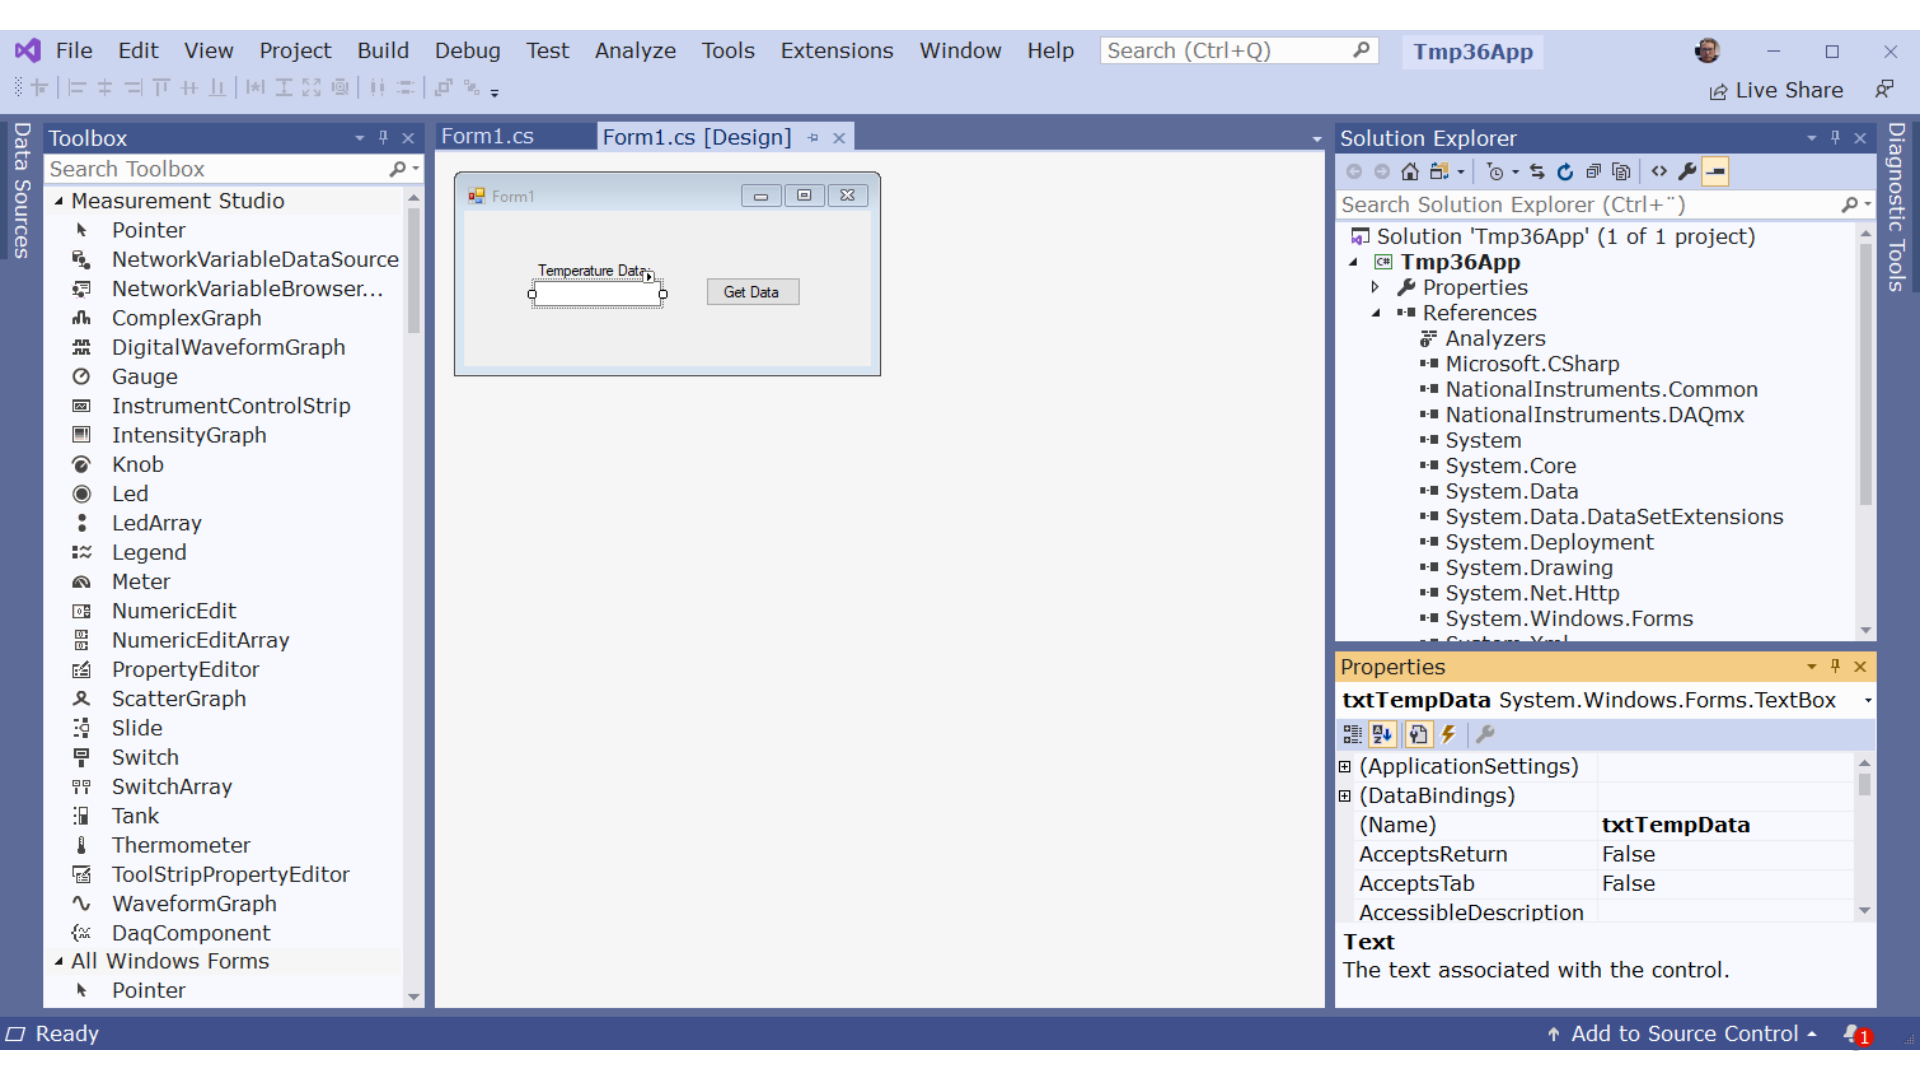 File Edit View Project Build Debug Test Analyze Tools Extensions Window Help Search (Ctrl+Q) Tmp36App
Live Share
Data Sources
Toolbox
Search Toolbox
Measurement Studio
Pointer
NetworkVariableDataSource
NetworkVariableBrowser...
ComplexGraph
DigitalWaveformGraph
Gauge
InstrumentControlStrip
IntensityGraph
Knob
Led
LedArray
Legend
Meter
NumericEdit
NumericEditArray
PropertyEditor
ScatterGraph
Slide
Switch
SwitchArray
Tank
Thermometer
ToolStripPropertyEditor
WaveformGraph
DaqComponent
All Windows Forms
Pointer
Form1.cs Form1.cs [Design]
Form1
Temperature Data:
Get Data
Solution Explorer
Search Solution Explorer (Ctrl+¨)
Solution 'Tmp36App' (1 of 1 project)
Tmp36App
Properties
References
Analyzers
Microsoft.CSharp
NationalInstruments.Common
NationalInstruments.DAQmx
System
System.Core
System.Data
System.Data.DataSetExtensions
System.Deployment
System.Drawing
System.Net.Http
System.Windows.Forms
System.Xml
Properties
txtTempData System.Windows.Forms.TextBox
(ApplicationSettings)
(DataBindings)
(Name) txtTempData
AcceptsReturn False
AcceptsTab False
AccessibleDescription
Text
The text associated with the control.
Diagnostic Tools
Ready
Add to Source Control
1